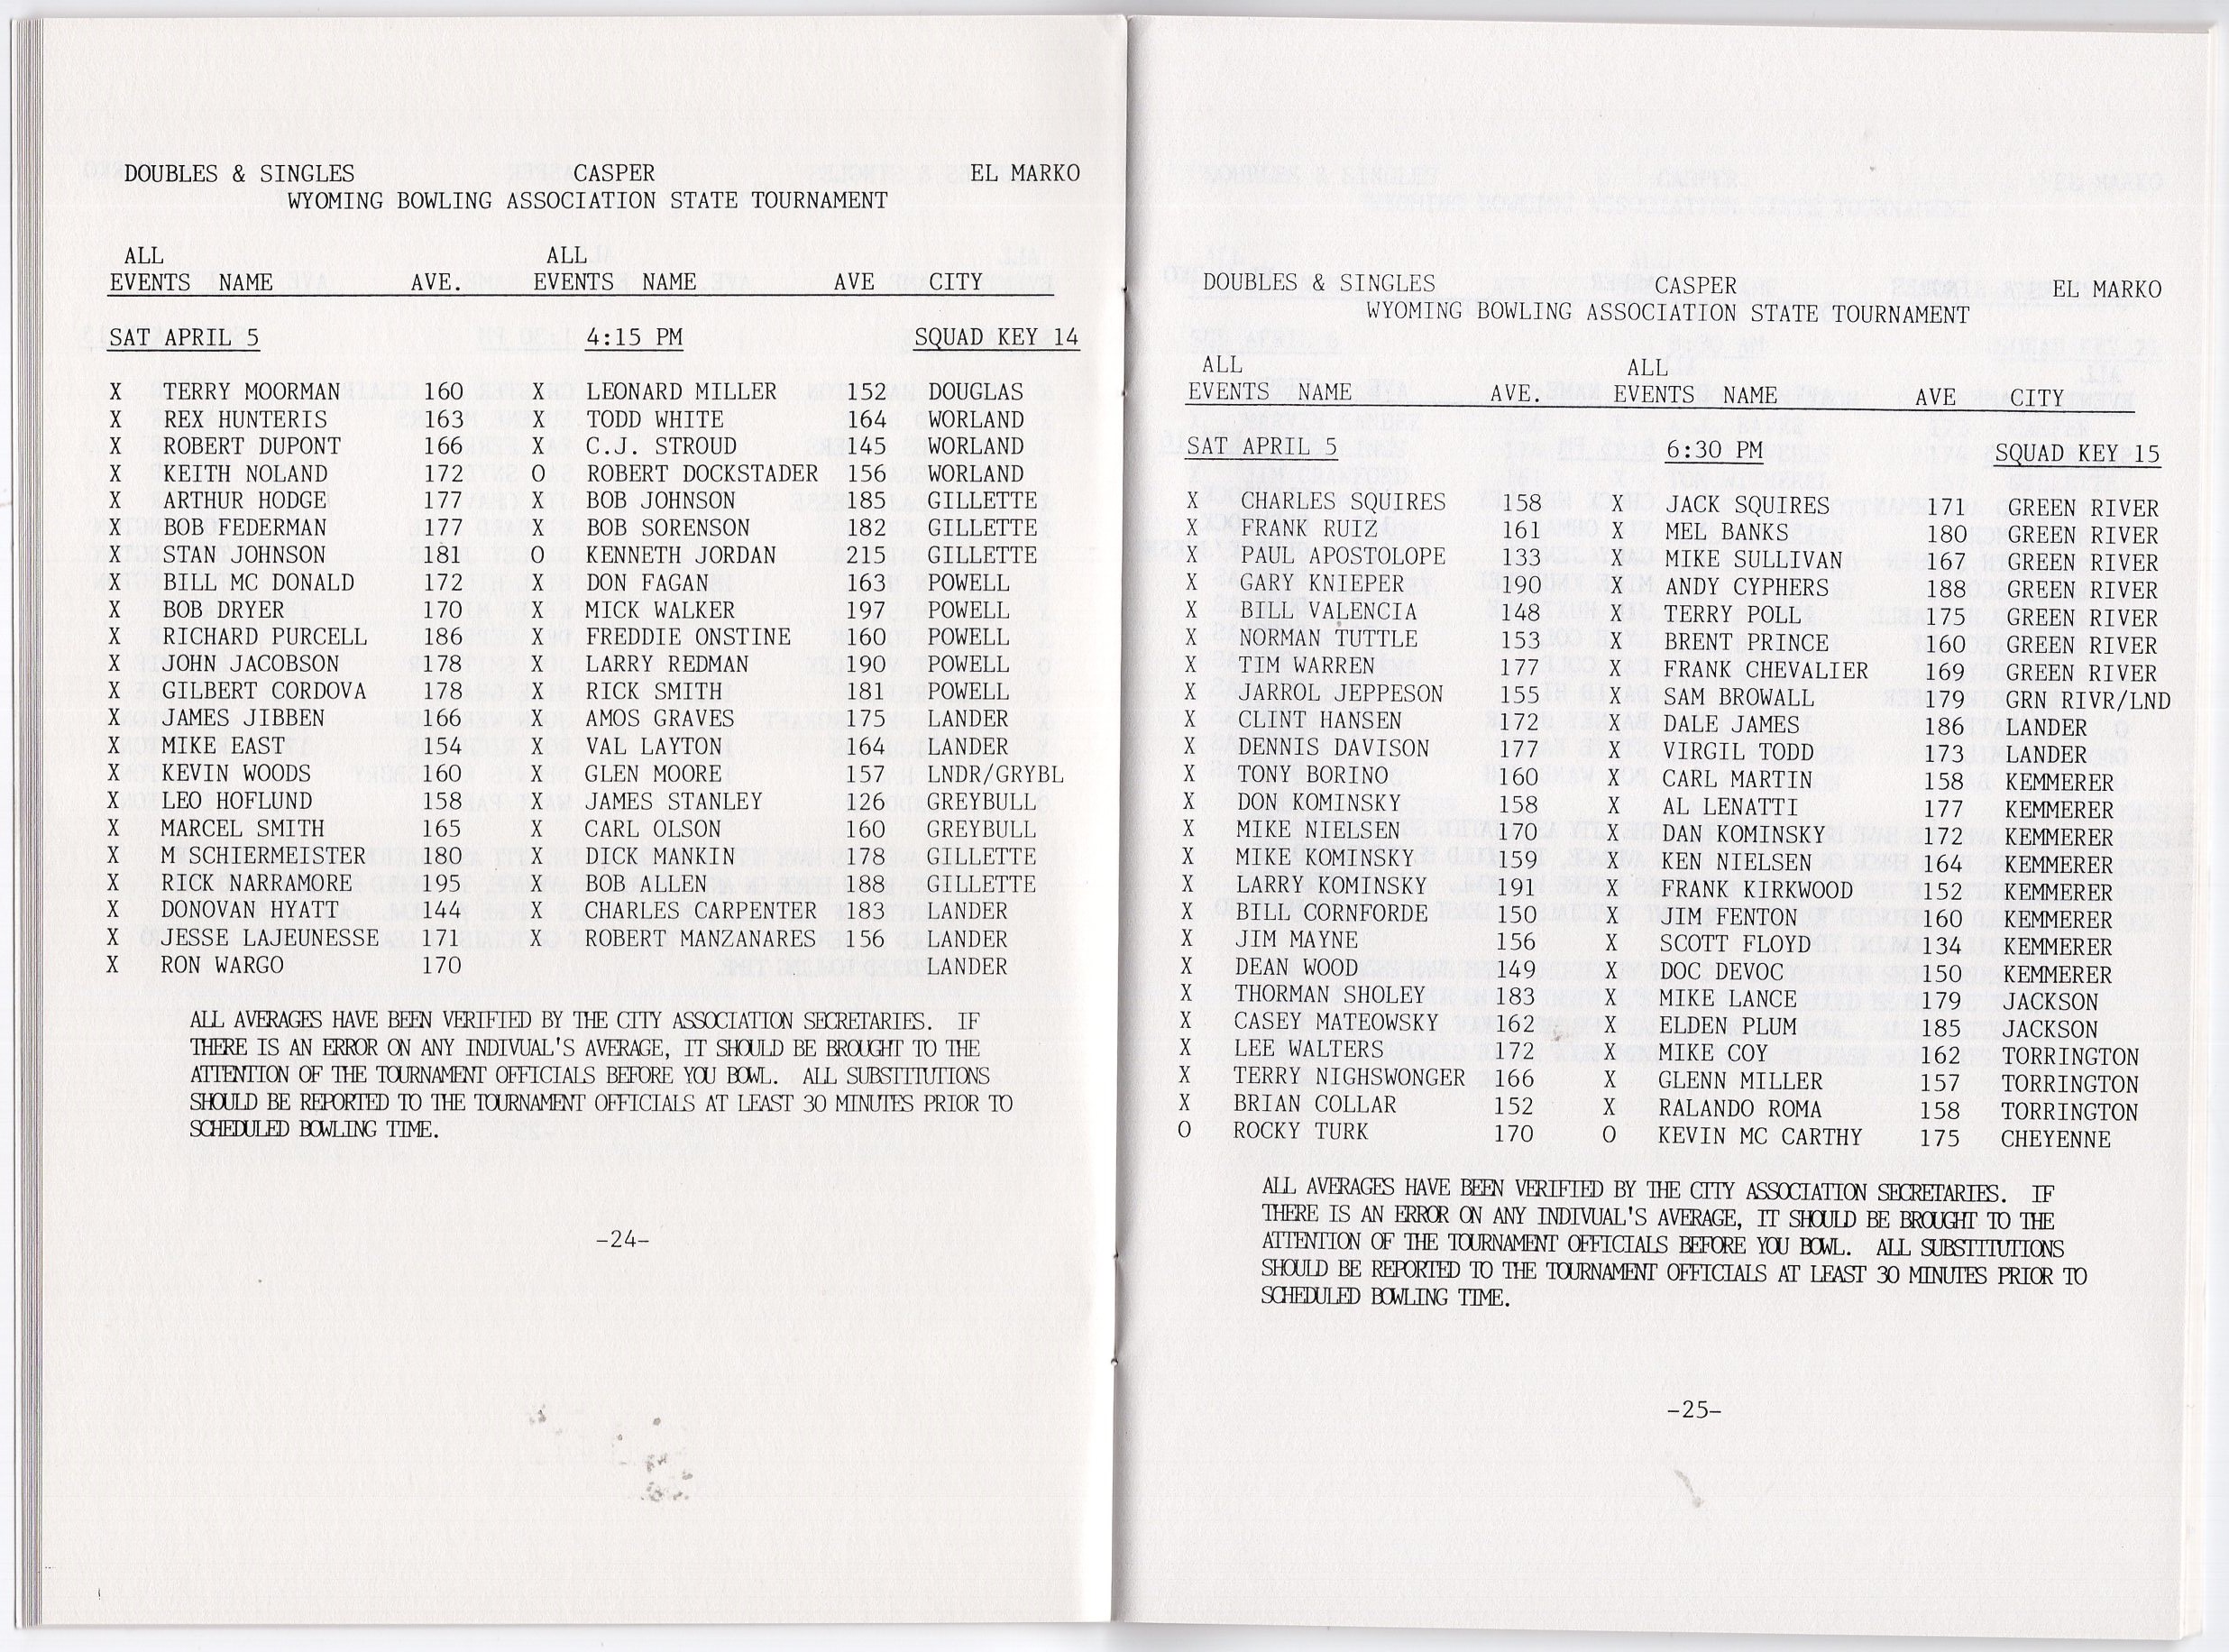 DOUBLES & SINGLES CASPER EL MARKO
WYOMING BOWLING ASSOCIATION STATE TOURNAMENT
ALL ALL
EVENTS NAME AVE. EVENTS NAME AVE CITY
SAT APRIL 5 4:15 PM SQUAD KEY 14
X TERRY MOORMAN 160 X LEONARD MILLER 152 DOUGLAS
X REX HUNTERIS 163 X TODD WHITE 164 WORLAND
X ROBERT DUPONT 166 X C.J. STROUD 145 WORLAND
X KEITH NOLAND 172 O ROBERT DOCKSTADER 156 WORLAND
X ARTHUR HODGE 177 X BOB JOHNSON 185 GILLETTE
X BOB FEDERMAN 177 X BOB SORENSON 182 GILLETTE
X STAN JOHNSON 181 O KENNETH JORDAN 215 GILLETTE
X BILL MC DONALD 172 X DON FAGAN 163 POWELL
X BOB DRYER 170 X MICK WALKER 197 POWELL
X RICHARD PURCELL 186 X FREDDIE ONSTINE 160 POWELL
X JOHN JACOBSON 178 X LARRY REDMAN 190 POWELL
X GILBERT CORDOVA 178 X RICK SMITH 181 POWELL
X JAMES JIBBEN 166 X AMOS GRAVES 175 LANDER
X MIKE EAST 154 X VAL LAYTON 164 LANDER
X KEVIN WOODS 160 X GLEN MOORE 157 LNDR/GRYBL
X LEO HOFLUND 158 X JAMES STANLEY 126 GREYBULL
X MARCEL SMITH 165 X CARL OLSON 160 GREYBULL
X M SCHIERMEISTER 180 X DICK MANKIN 178 GILLETTE
X RICK NARRAMORE 195 X BOB ALLEN 188 GILLETTE
X DONOVAN HYATT 144 X CHARLES CARPENTER 183 LANDER
X JESSE LAJEUNESSE 171 X ROBERT MANZANARES 156 LANDER
X RON WARGO 170 LANDER
ALL AVERAGES HAVE BEEN VERIFIED BY THE CITY ASSOCIATION SECRETARIES. IF
THERE IS AN ERROR ON ANY INDIVUAL'S AVERAGE, IT SHOULD BE BROUGHT TO THE
ATTENTION OF THE TOURNAMENT OFFICIALS BEFORE YOU BOWL. ALL SUBSTITUTIONS
SHOULD BE REPORTED TO THE TOURNAMENT OFFICIALS AT LEAST 30 MINUTES PRIOR TO
SCHEDULED BOWLING TIME.
-24-
DOUBLES & SINGLES CASPER EL MARKO
WYOMING BOWLING ASSOCIATION STATE TOURNAMENT
ALL ALL
EVENTS NAME AVE. EVENTS NAME AVE CITY
SAT APRIL 5 6:30 PM SQUAD KEY 15
X CHARLES SQUIRES 158 X JACK SQUIRES 171 GREEN RIVER
X FRANK RUIZ 161 X MEL BANKS 180 GREEN RIVER
X PAUL APOSTOLOPE 133 X MIKE SULLIVAN 167 GREEN RIVER
X GARY KNIEPER 190 X ANDY CYPHERS 188 GREEN RIVER
X BILL VALENCIA 148 X TERRY POLL 175 GREEN RIVER
X NORMAN TUTTLE 153 X BRENT PRINCE 160 GREEN RIVER
X TIM WARREN 177 X FRANK CHEVALIER 169 GREEN RIVER
X JARROL JEPPESON 155 X SAM BROWALL 179 GRN RIVR/LND
X CLINT HANSEN 172 X DALE JAMES 186 LANDER
X DENNIS DAVISON 177 X VIRGIL TODD 173 LANDER
X TONY BORINO 160 X CARL MARTIN 158 KEMMERER
X DON KOMINSKY 158 X AL LENATTI 177 KEMMERER
X MIKE NIELSEN 170 X DAN KOMINSKY 172 KEMMERER
X MIKE KOMINSKY 159 X KEN NIELSEN 164 KEMMERER
X LARRY KOMINSKY 191 X FRANK KIRKWOOD 152 KEMMERER
X BILL CORNFORDE 150 X JIM FENTON 160 KEMMERER
X JIM MAYNE 156 X SCOTT FLOYD 134 KEMMERER
X DEAN WOOD 149 X DOC DEVOC 150 KEMMERER
X THORMAN SHOLEY 183 X MIKE LANCE 179 JACKSON
X CASEY MATEOWSKY 162 X ELDEN PLUM 185 JACKSON
X LEE WALTERS 172 X MIKE COY 162 TORRINGTON
X TERRY NIGHSWONGER 166 X GLENN MILLER 157 TORRINGTON
X BRIAN COLLAR 152 X RALANDO ROMA 158 TORRINGTON
O ROCKY TURK 170 O KEVIN MC CARTHY 175 CHEYENNE
ALL AVERAGES HAVE BEEN VERIFIED BY THE CITY ASSOCIATION SECRETARIES. IF
THERE IS AN ERROR ON ANY INDIVUAL'S AVERAGE, IT SHOULD BE BROUGHT TO THE
ATTENTION OF THE TOURNAMENT OFFICIALS BEFORE YOU BOWL. ALL SUBSTITUTIONS
SHOULD BE REPORTED TO THE TOURNAMENT OFFICIALS AT LEAST 30 MINUTES PRIOR TO
SCHEDULED BOWLING TIME.
-25-